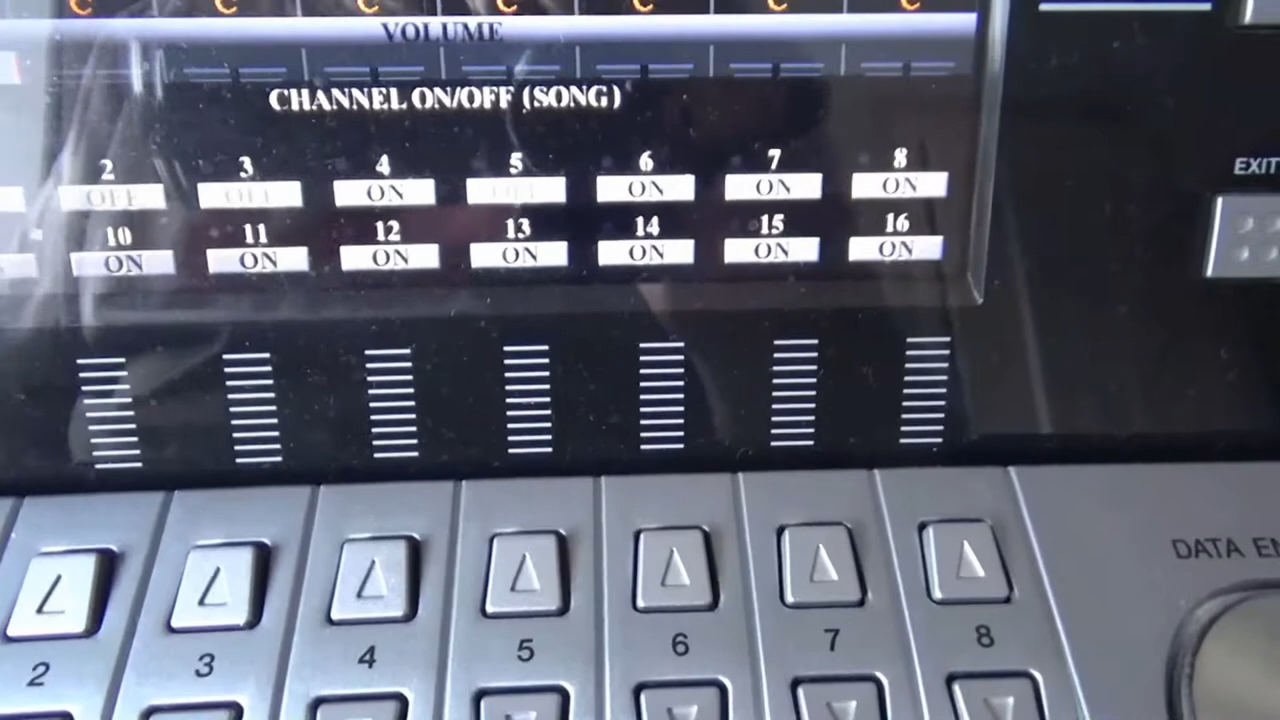 C C C C C C C
VOLUME
CHANNEL ON/OFF (SONG)
2 3 4 5 6 7 8
OFF OFF ON OFF ON ON ON
10 11 12 13 14 15 16
ON ON ON ON ON ON ON
EXIT
DATA EN
2 3 4 5 6 7 8